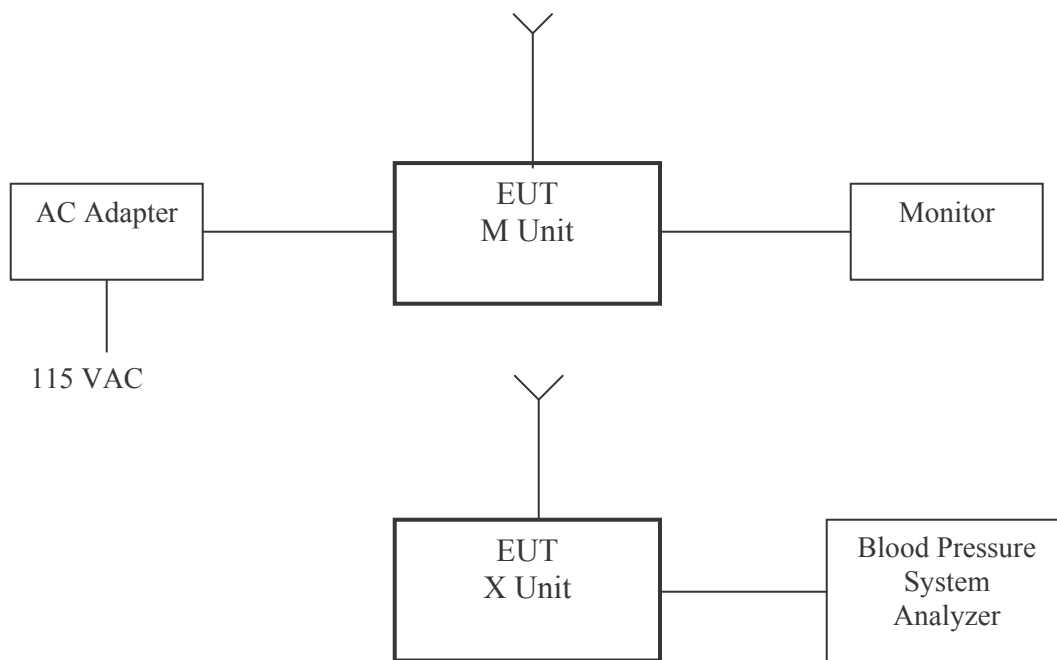 AC Adapter
EUT
M Unit
Monitor
115 VAC
EUT
X Unit
Blood Pressure
System
Analyzer